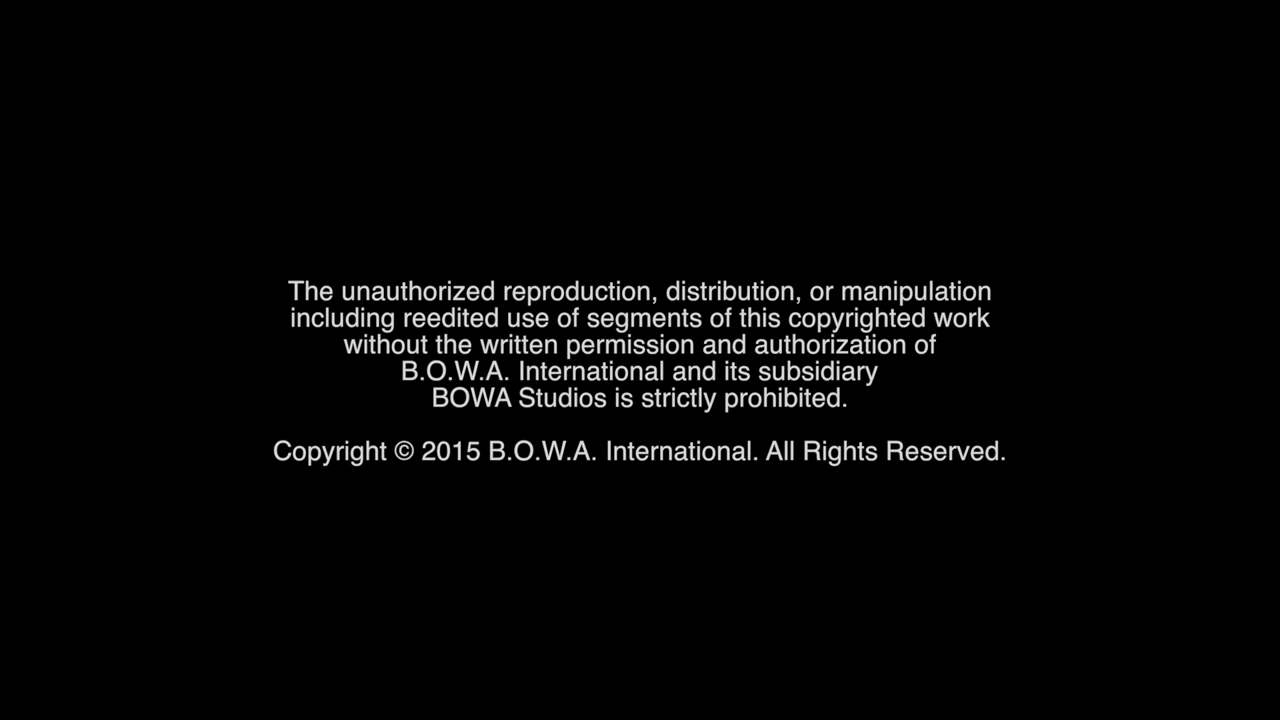 The unauthorized reproduction, distribution, or manipulation
including reedited use of segments of this copyrighted work
without the written permission and authorization of
B.O.W.A. International and its subsidiary
BOWA Studios is strictly prohibited.
Copyright © 2015 B.O.W.A. International. All Rights Reserved.